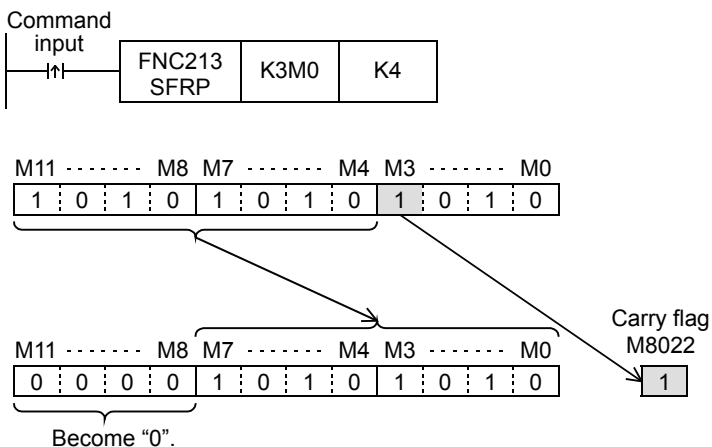 Command
input
FNC213
SFRP
K3M0
K4
M11 ------- M8 M7 ------- M4 M3 ------- M0
1 0 1 0 1 0 1 0 1 0 1 0
Carry flag
M8022
M11 ------- M8 M7 ------- M4 M3 ------- M0
0 0 0 0 1 0 1 0 1 0 1 0 1
Become “0”.